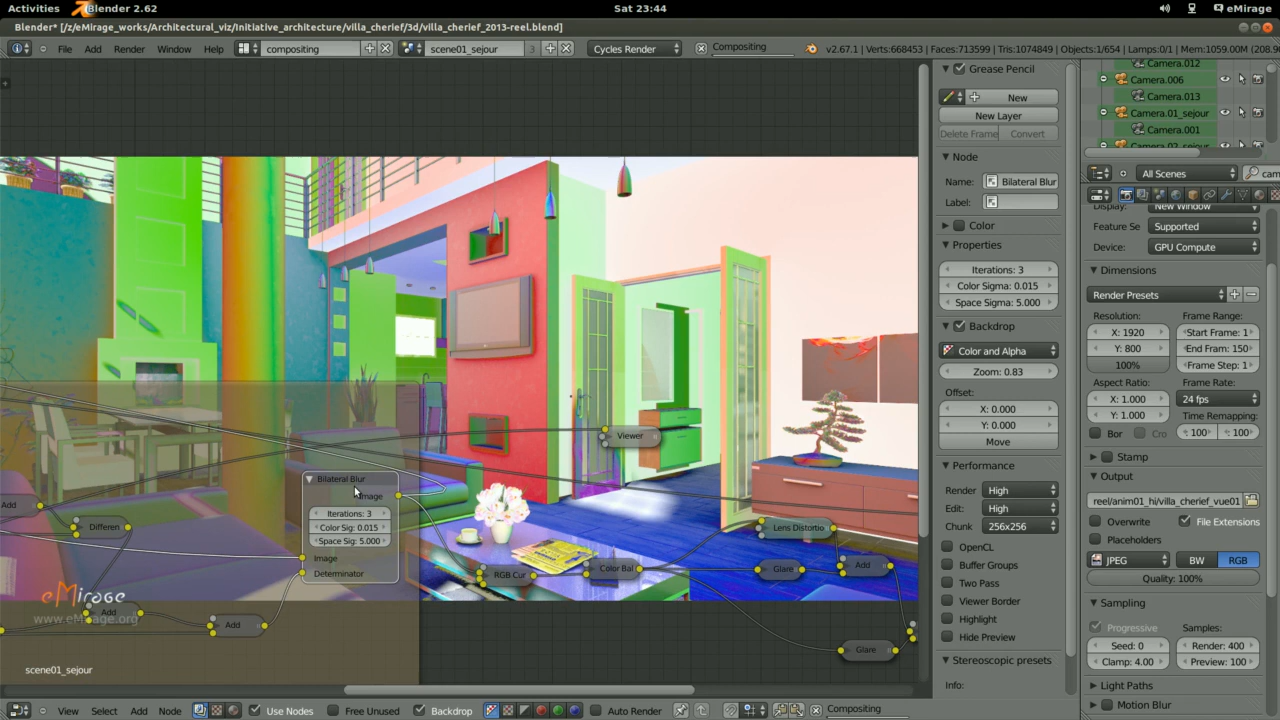 Activities Blender 2.62 Sat 23:44 eMirage
Blender* [/z/eMirage_works/Architectural_viz/Initiative_architecture/villa_cherief/3d/villa_cherief_2013-reel.blend]
File Add Render Window Help compositing scene01_sejour 3 Cycles Render Compositing v2.67.1 | Verts:668453 | Faces:713599 | Tris:1074849 | Objects:1/654 | Lamps:0/1 | Mem:1059.00M (208.9
Camera.012
Camera.006
Camera.013
Camera.01_sejour
Camera.001
Camera.02_sejour
All Scenes cam
Grease Pencil
New
New Layer
Delete Frame Convert
Node
Name: Bilateral Blur
Label:
Color
Properties
Iterations: 3
Color Sigma: 0.015
Space Sigma: 5.000
Backdrop
Color and Alpha
Zoom: 0.83
Offset:
X: 0.000
Y: 0.000
Move
Performance
Render High
Edit: High
Chunk 256x256
OpenCL
Buffer Groups
Two Pass
Viewer Border
Highlight
Hide Preview
Stereoscopic presets
Info:
Display: New Window
Feature Se Supported
Device: GPU Compute
Dimensions
Render Presets
Resolution: Frame Range:
X: 1920 Start Frame: 1
Y: 800 End Fram: 150
100% Frame Step: 1
Aspect Ratio: Frame Rate:
X: 1.000 24 fps
Y: 1.000 Time Remapping:
Bor Cro 100 100
Stamp
Output
reel/anim01_hi/villa_cherief_vue01
Overwrite File Extensions
Placeholders
JPEG BW RGB
Quality: 100%
Sampling
Progressive Samples:
Seed: 0 Render: 400
Clamp: 4.00 Preview: 100
Light Paths
Motion Blur
Viewer
Bilateral Blur
Image
Iterations: 3
Color Sig: 0.015
Space Sig: 5.000
Image
Determinator
Add
Differen
Add
Add
RGB Cur
Color Bal
Lens Distortio
Glare
Add
Glare
eMirage
www.eMirage.org
scene01_sejour
View Select Add Node Use Nodes Free Unused Backdrop Auto Render Compositing